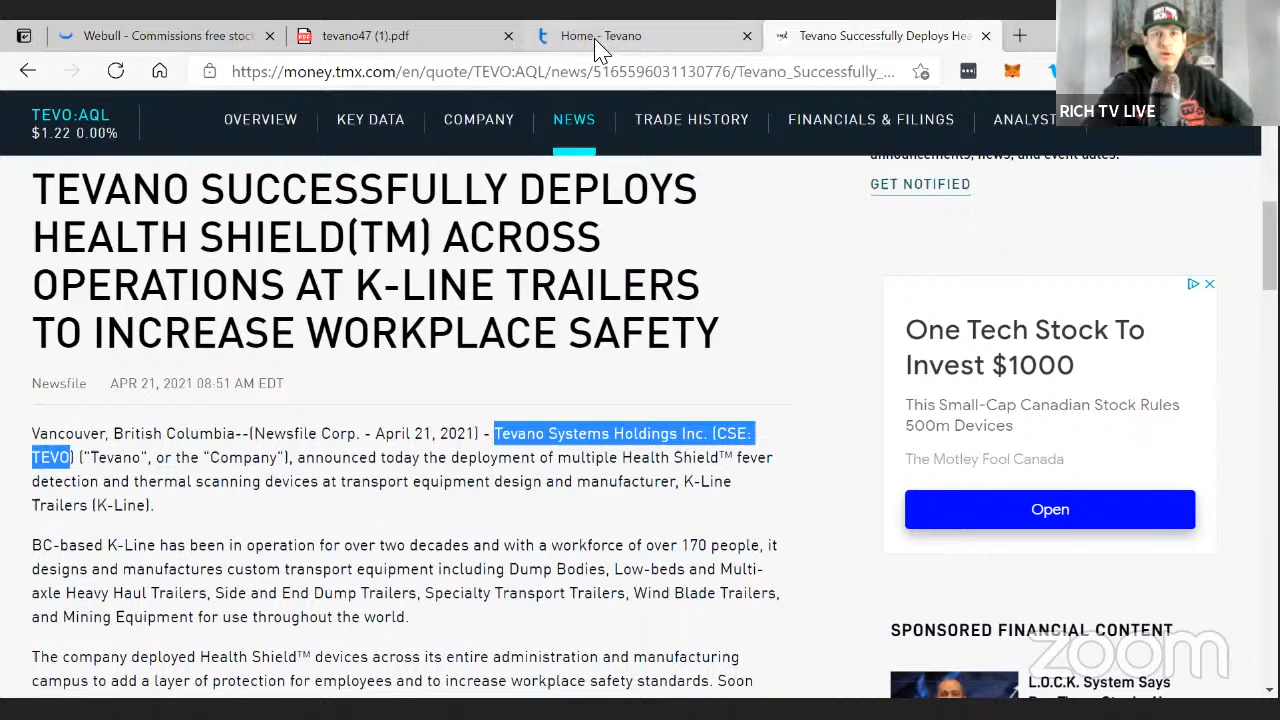 Webull - Commissions free stock
tevano47 (1).pdf
Home - Tevano
Tevano Successfully Deploys Hea
https://money.tmx.com/en/quote/TEVO:AQL/news/5165596031130776/Tevano_Successfully_...
RICH TV LIVE
TEVO:AQL
$1.22 0.00%
OVERVIEW
KEY DATA
COMPANY
NEWS
TRADE HISTORY
FINANCIALS & FILINGS
ANALYST
announcements, news, and event dates.
GET NOTIFIED
TEVANO SUCCESSFULLY DEPLOYS
HEALTH SHIELD(TM) ACROSS
OPERATIONS AT K-LINE TRAILERS
TO INCREASE WORKPLACE SAFETY
Newsfile APR 21, 2021 08:51 AM EDT
Vancouver, British Columbia--(Newsfile Corp. - April 21, 2021) - Tevano Systems Holdings Inc. (CSE:
TEVO) ("Tevano", or the "Company"), announced today the deployment of multiple Health Shield™ fever
detection and thermal scanning devices at transport equipment design and manufacturer, K-Line
Trailers (K-Line).
BC-based K-Line has been in operation for over two decades and with a workforce of over 170 people, it
designs and manufactures custom transport equipment including Dump Bodies, Low-beds and Multi-
axle Heavy Haul Trailers, Side and End Dump Trailers, Specialty Transport Trailers, Wind Blade Trailers,
and Mining Equipment for use throughout the world.
The company deployed Health Shield™ devices across its entire administration and manufacturing
campus to add a layer of protection for employees and to increase workplace safety standards. Soon
One Tech Stock To
Invest $1000
This Small-Cap Canadian Stock Rules
500m Devices
The Motley Fool Canada
Open
SPONSORED FINANCIAL CONTENT
L.O.C.K. System Says
zoom